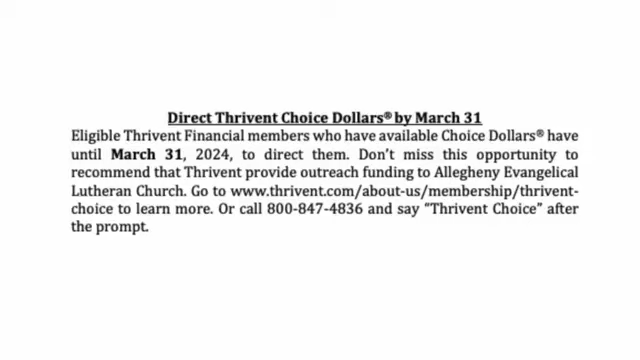 Direct Thrivent Choice Dollars® by March 31
Eligible Thrivent Financial members who have available Choice Dollars® have
until March 31, 2024, to direct them. Don’t miss this opportunity to
recommend that Thrivent provide outreach funding to Allegheny Evangelical
Lutheran Church. Go to www.thrivent.com/about-us/membership/thrivent-
choice to learn more. Or call 800-847-4836 and say “Thrivent Choice” after
the prompt.